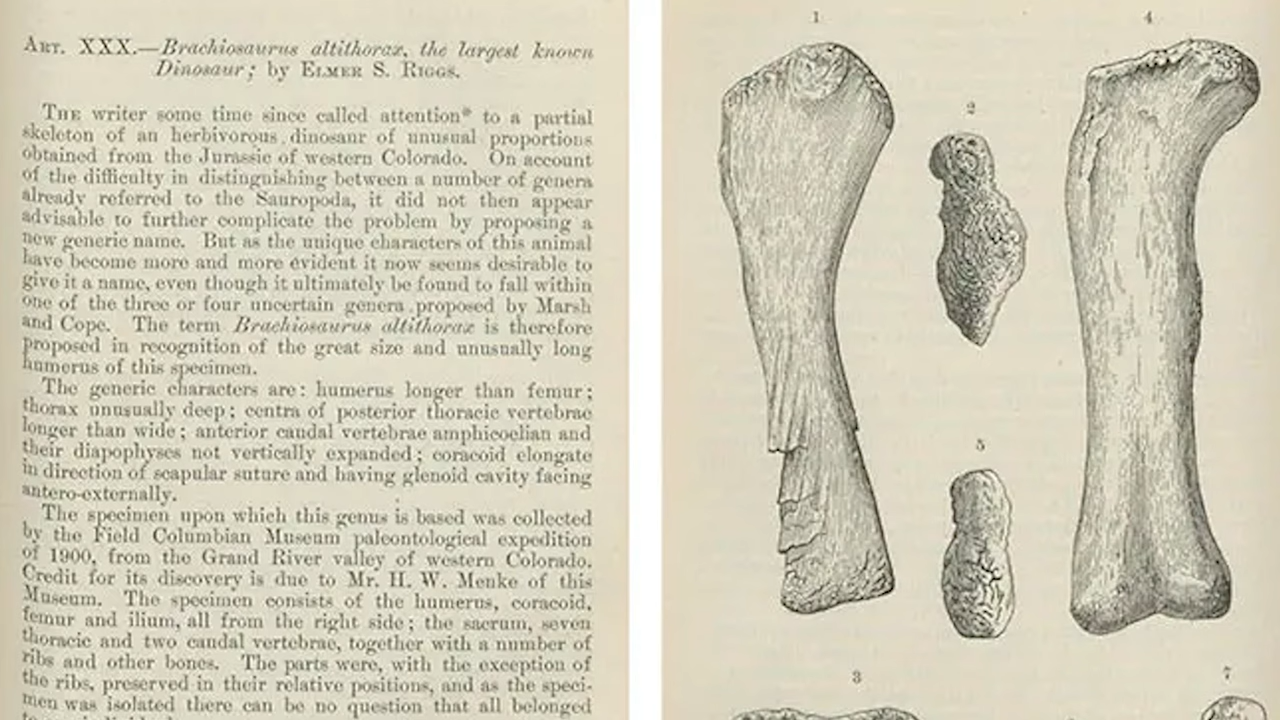 ART. XXX.—Brachiosaurus altithorax, the largest known
Dinosaur; by ELMER S. RIGGS.
THE writer some time since called attention* to a partial
skeleton of an herbivorous dinosaur of unusual proportions
obtained from the Jurassic of western Colorado. On account
of the difficulty in distinguishing between a number of genera
already referred to the Sauropoda, it did not then appear
advisable to further complicate the problem by proposing a
new generic name. But as the unique characters of this animal
have become more and more evident it now seems desirable to
give it a name, even though it ultimately be found to fall within
one of the three or four uncertain genera proposed by Marsh
and Cope. The term Brachiosaurus altithorax is therefore
proposed in recognition of the great size and unusually long
humerus of this specimen.
The generic characters are: humerus longer than femur;
thorax unusually deep; centra of posterior thoracic vertebrae
longer than wide; anterior caudal vertebrae amphicoelian and
their diapophyses not vertically expanded; coracoid elongate
in direction of scapular suture and having glenoid cavity facing
antero-externally.
The specimen upon which this genus is based was collected
by the Field Columbian Museum paleontological expedition
of 1900, from the Grand River valley of western Colorado.
Credit for its discovery is due to Mr. H. W. Menke of this
Museum. The specimen consists of the humerus, coracoid,
femur and ilium, all from the right side; the sacrum, seven
thoracic and two caudal vertebrae, together with a number of
ribs and other bones. The parts were, with the exception of
the ribs, preserved in their relative positions, and as the speci-
men was isolated there can be no question that all belonged
1
4
2
5
3
7